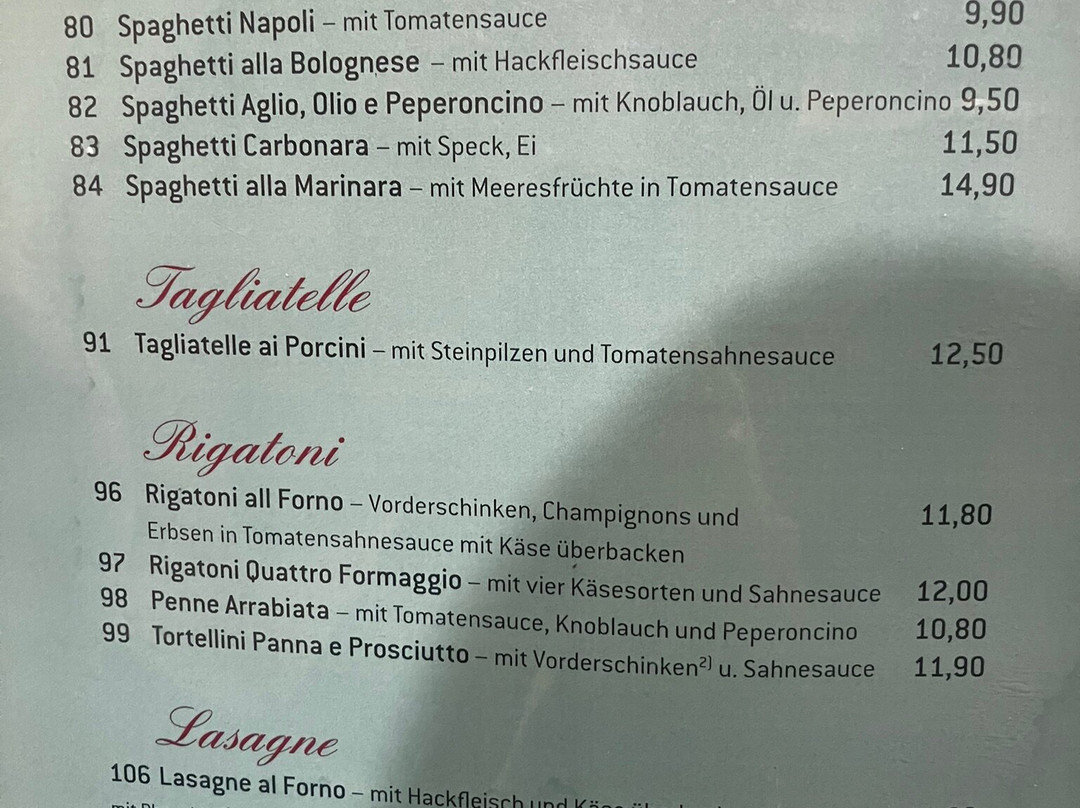 80 Spaghetti Napoli – mit Tomatensauce 9,90
81 Spaghetti alla Bolognese – mit Hackfleischsauce 10,80
82 Spaghetti Aglio, Olio e Peperoncino – mit Knoblauch, Öl u. Peperoncino 9,50
83 Spaghetti Carbonara – mit Speck, Ei 11,50
84 Spaghetti alla Marinara – mit Meeresfrüchte in Tomatensauce 14,90
Tagliatelle
91 Tagliatelle ai Porcini – mit Steinpilzen und Tomatensahnesauce 12,50
Rigatoni
96 Rigatoni all Forno – Vorderschinken, Champignons und 11,80
Erbsen in Tomatensahnesauce mit Käse überbacken
97 Rigatoni Quattro Formaggio – mit vier Käsesorten und Sahnesauce 12,00
98 Penne Arrabiata – mit Tomatensauce, Knoblauch und Peperoncino 10,80
99 Tortellini Panna e Prosciutto – mit Vorderschinken²⁾ u. Sahnesauce 11,90
Lasagne
106 Lasagne al Forno – mit Hackfleisch und Käse